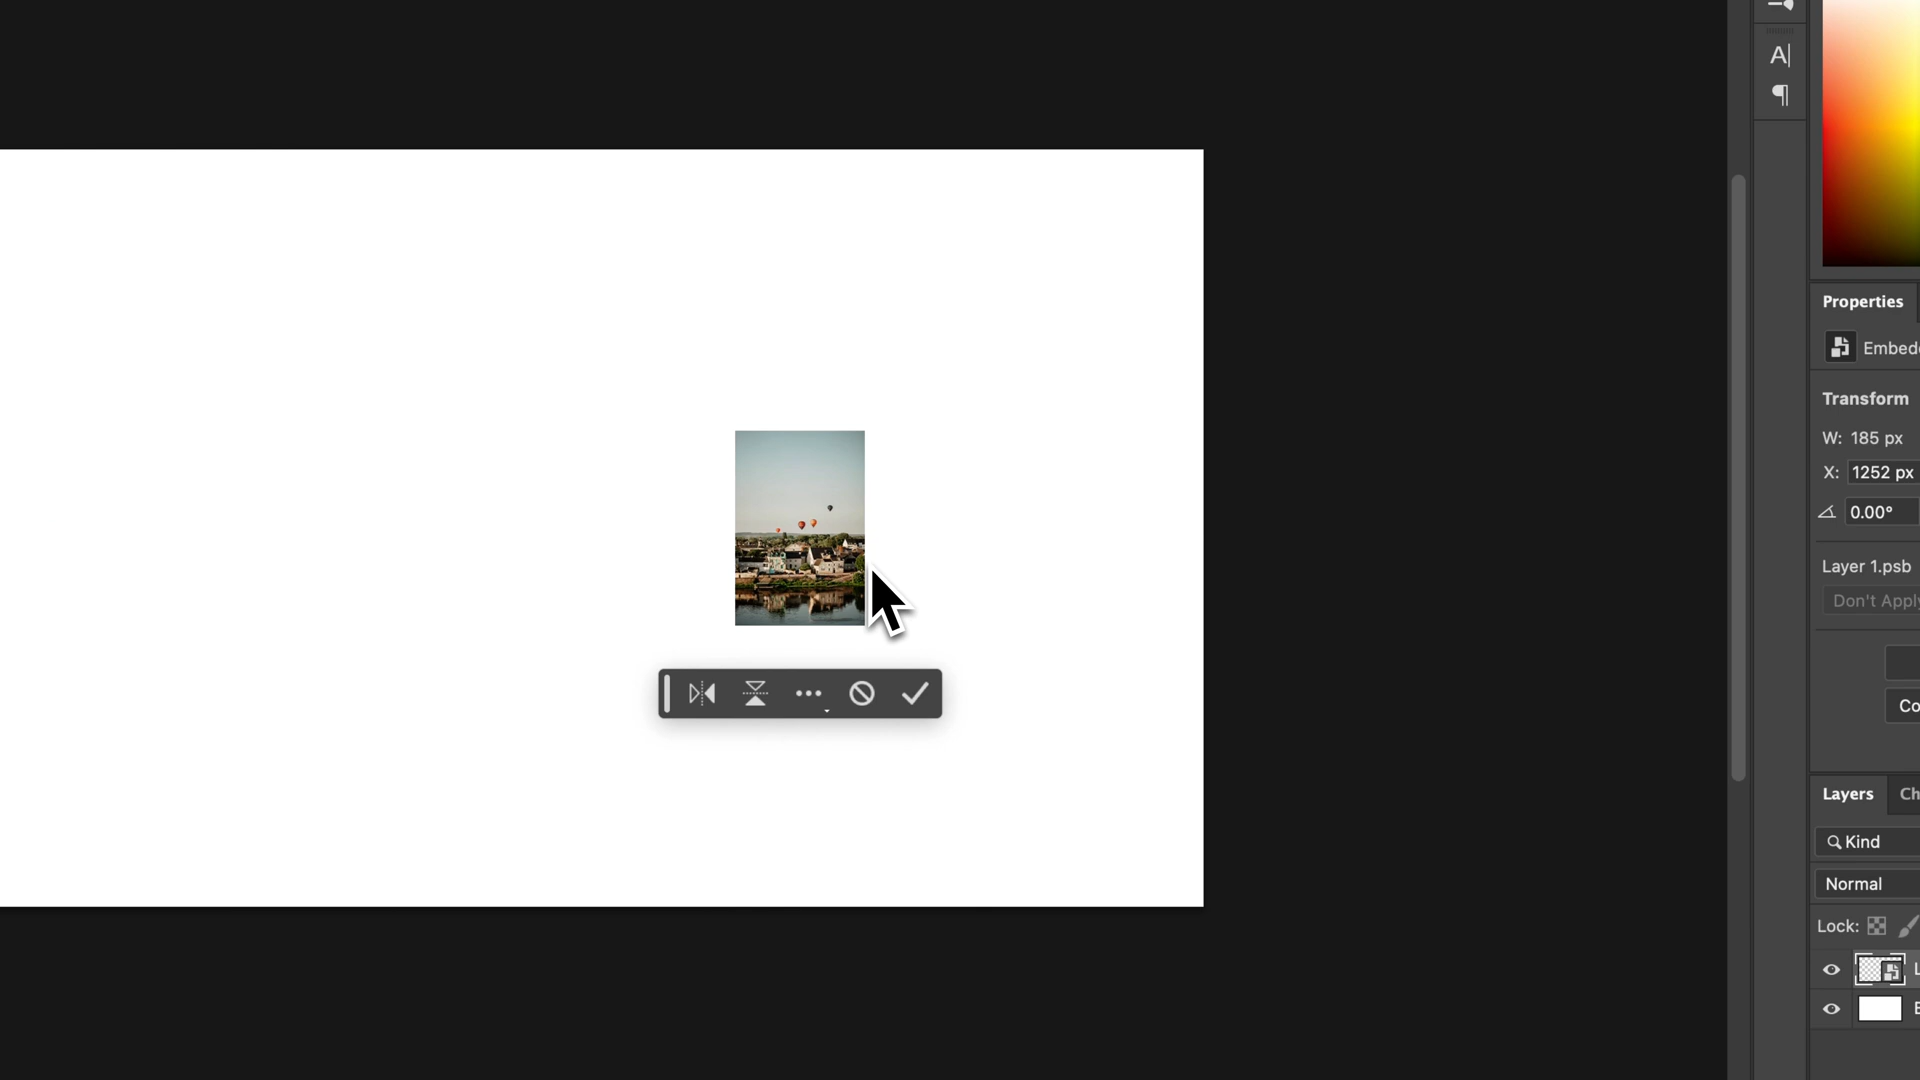 A|
¶
Properties
Embed
Transform
W: 185 px
X: 1252 px
0.00°
Layer 1.psb
Don't Apply
Co
Layers Ch
Kind
Normal
Lock:
L